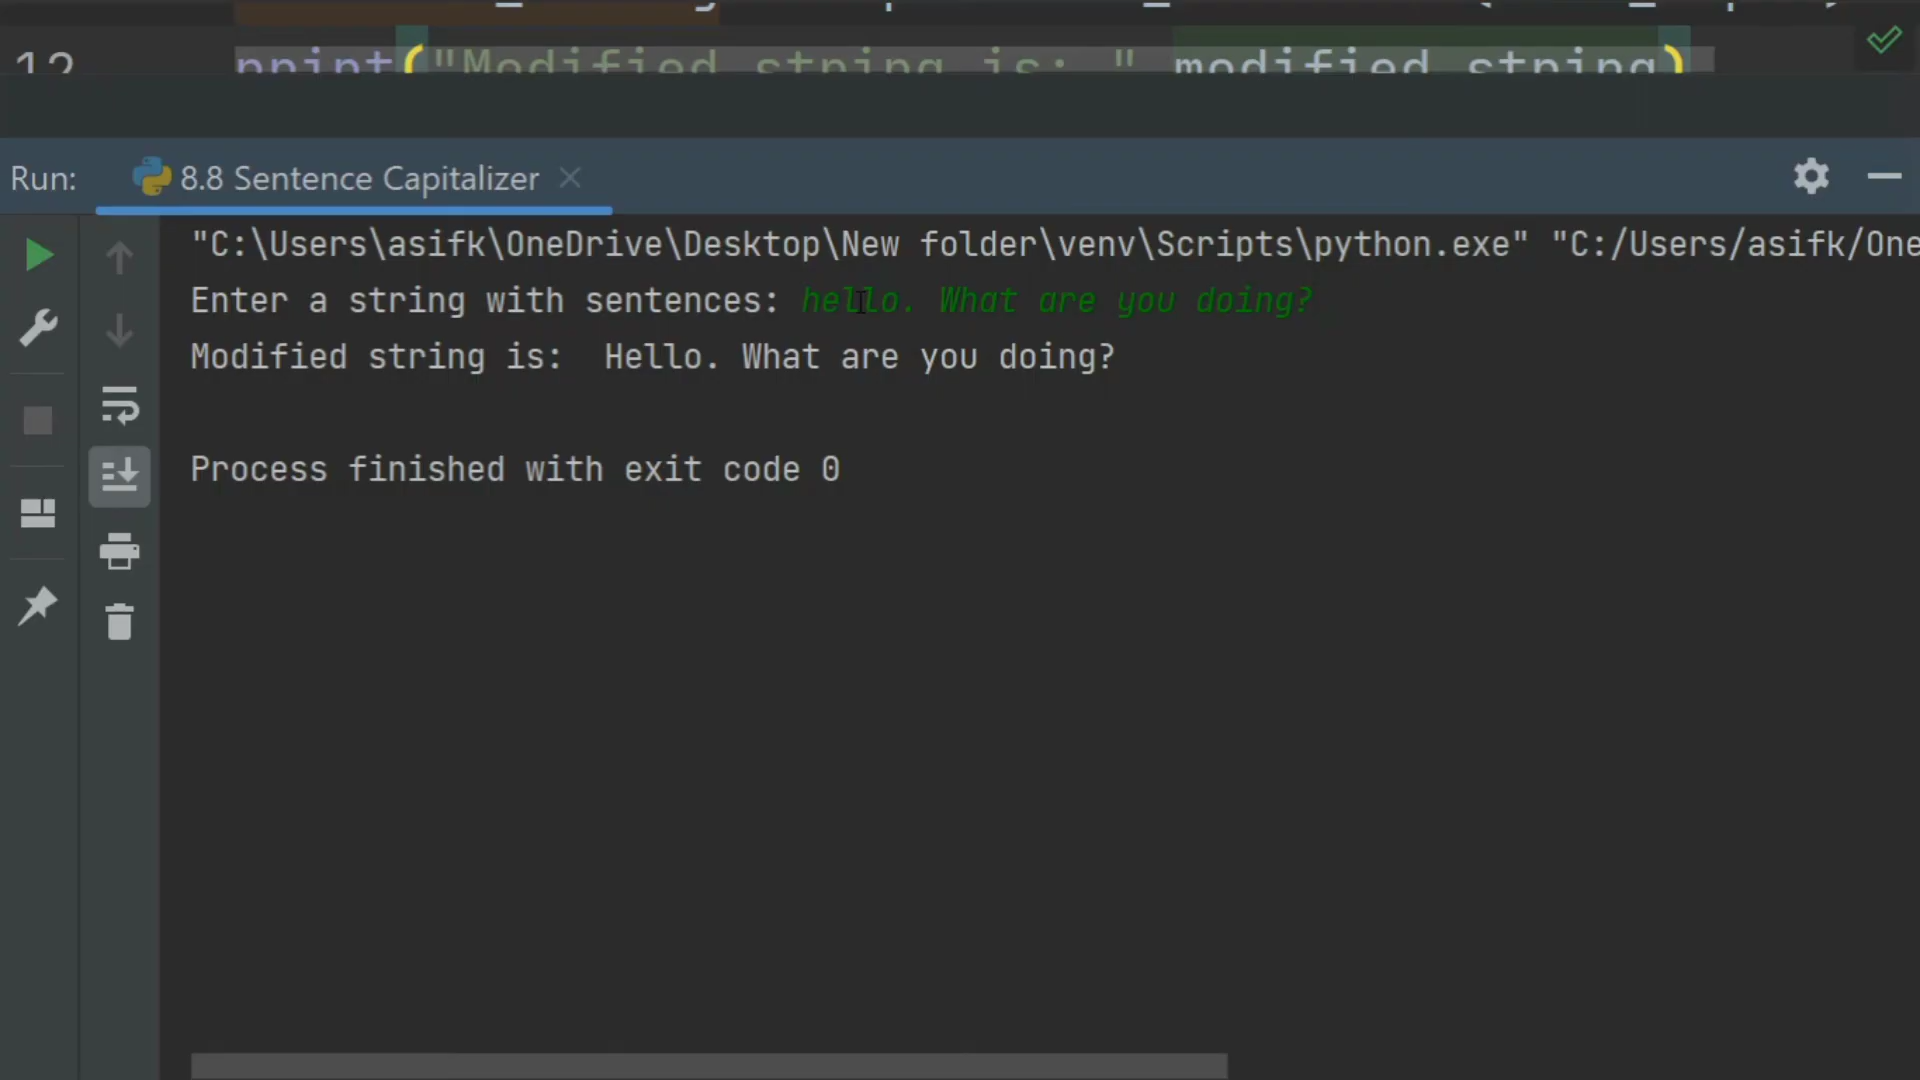 12 print("Modified string is: " modified_string)
Run: 8.8 Sentence Capitalizer
"C:\Users\asifk\OneDrive\Desktop\New folder\venv\Scripts\python.exe" "C:/Users/asifk/One
Enter a string with sentences: hello. What are you doing?
Modified string is:  Hello. What are you doing?
Process finished with exit code 0